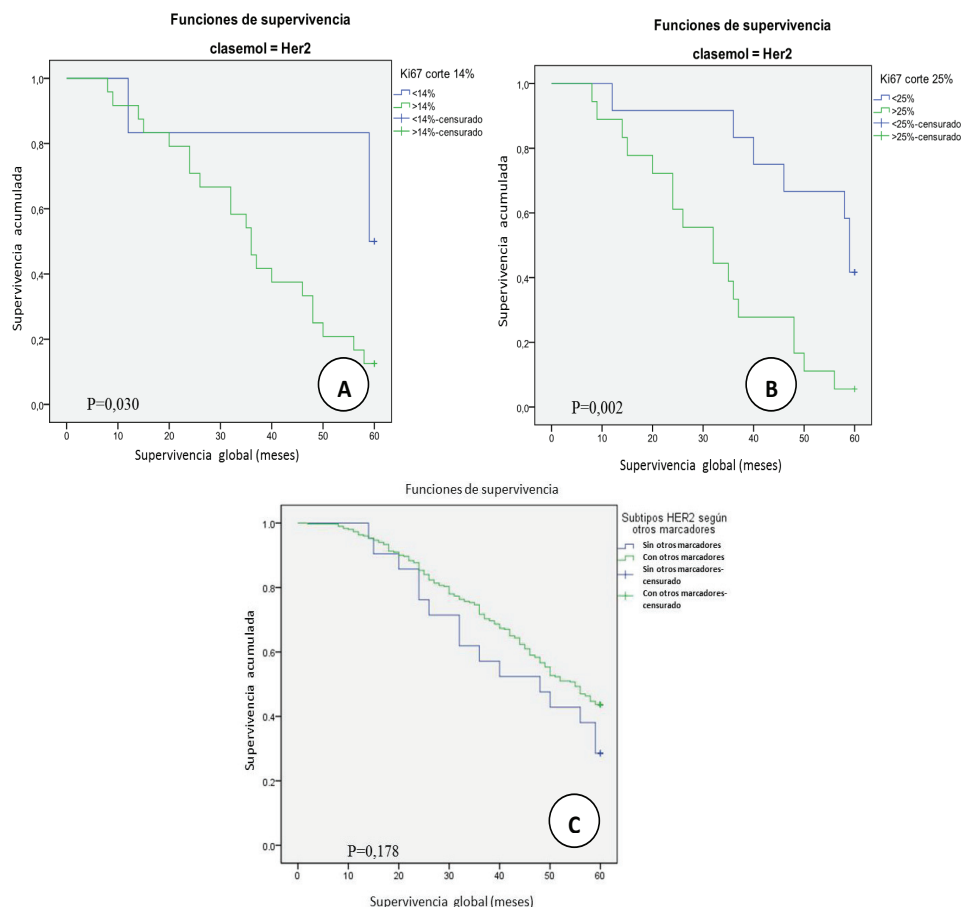 Funciones de supervivencia
clasemol = Her2
Ki67 corte 14%
<14%
>14%
<14%-censurado
>14%-censurado
Supervivencia acumulada
1,0
0,8
0,6
0,4
0,2
0,0
P=0,030
A
0 10 20 30 40 50 60
Supervivencia global (meses)
Funciones de supervivencia
clasemol = Her2
Ki67 corte 25%
<25%
>25%
<25%-censurado
>25%-censurado
Supervivencia acumulada
1,0
0,8
0,6
0,4
0,2
0,0
P=0,002
B
0 10 20 30 40 50 60
Supervivencia global (meses)
Funciones de supervivencia
Subtipos HER2 según
otros marcadores
Sin otros marcadores
Con otros marcadores
Sin otros marcadores-
censurado
Con otros marcadores-
censurado
Supervivencia acumulada
1.0
0.8
0.6
0.4
0.2
0.0
P=0,178
C
0 10 20 30 40 50 60
Supervivencia global (meses)